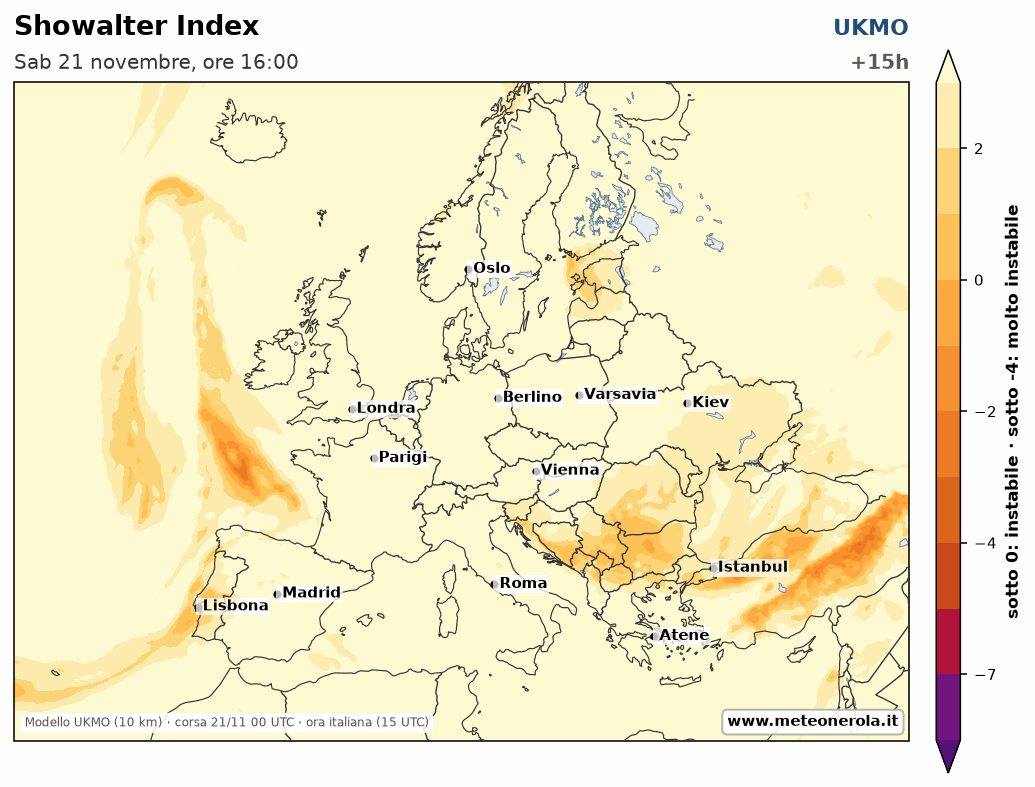 Showalter Index
UKMO
Sab 21 novembre, ore 16:00
+15h
Oslo
Berlino
Varsavia
Kiev
Londra
Parigi
Vienna
Istanbul
Roma
Madrid
Lisbona
Atene
2
0
−2
−4
−7
sotto 0: instabile · sotto -4: molto instabile
Modello UKMO (10 km) · corsa 21/11 00 UTC · ora italiana (15 UTC)
www.meteonerola.it